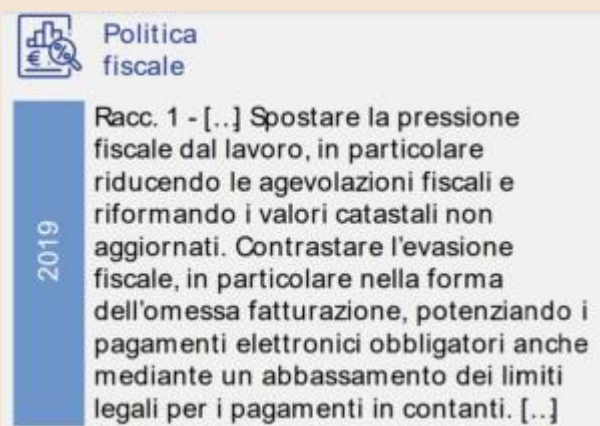 Politica
fiscale
2019
Racc. 1 - [...] Spostare la pressione
fiscale dal lavoro, in particolare
riducendo le agevolazioni fiscali e
riformando i valori catastali non
aggiornati. Contrastare l'evasione
fiscale, in particolare nella forma
dell'omessa fatturazione, potenziando i
pagamenti elettronici obbligatori anche
mediante un abbassamento dei limiti
legali per i pagamenti in contanti. [...]